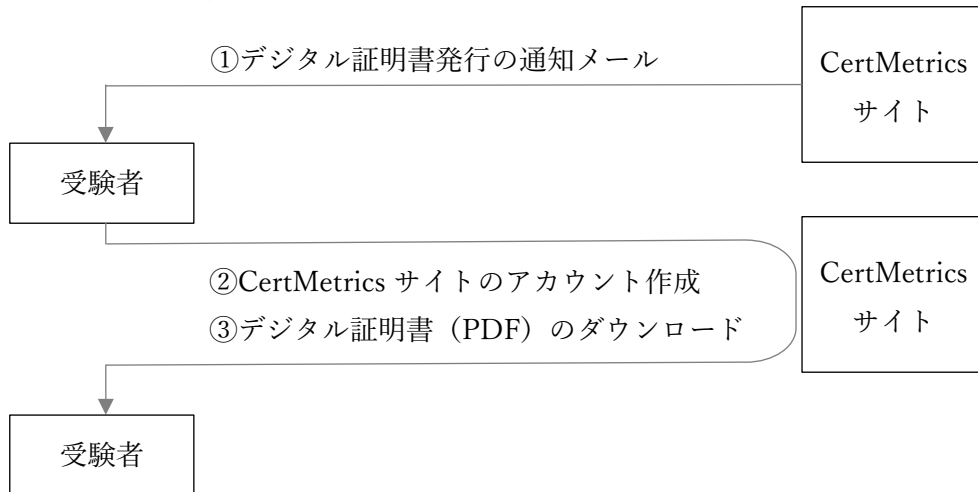 ①デジタル証明書発行の通知メール
CertMetrics
サイト
受験者
②CertMetrics サイトのアカウント作成
③デジタル証明書（PDF）のダウンロード
CertMetrics
サイト
受験者